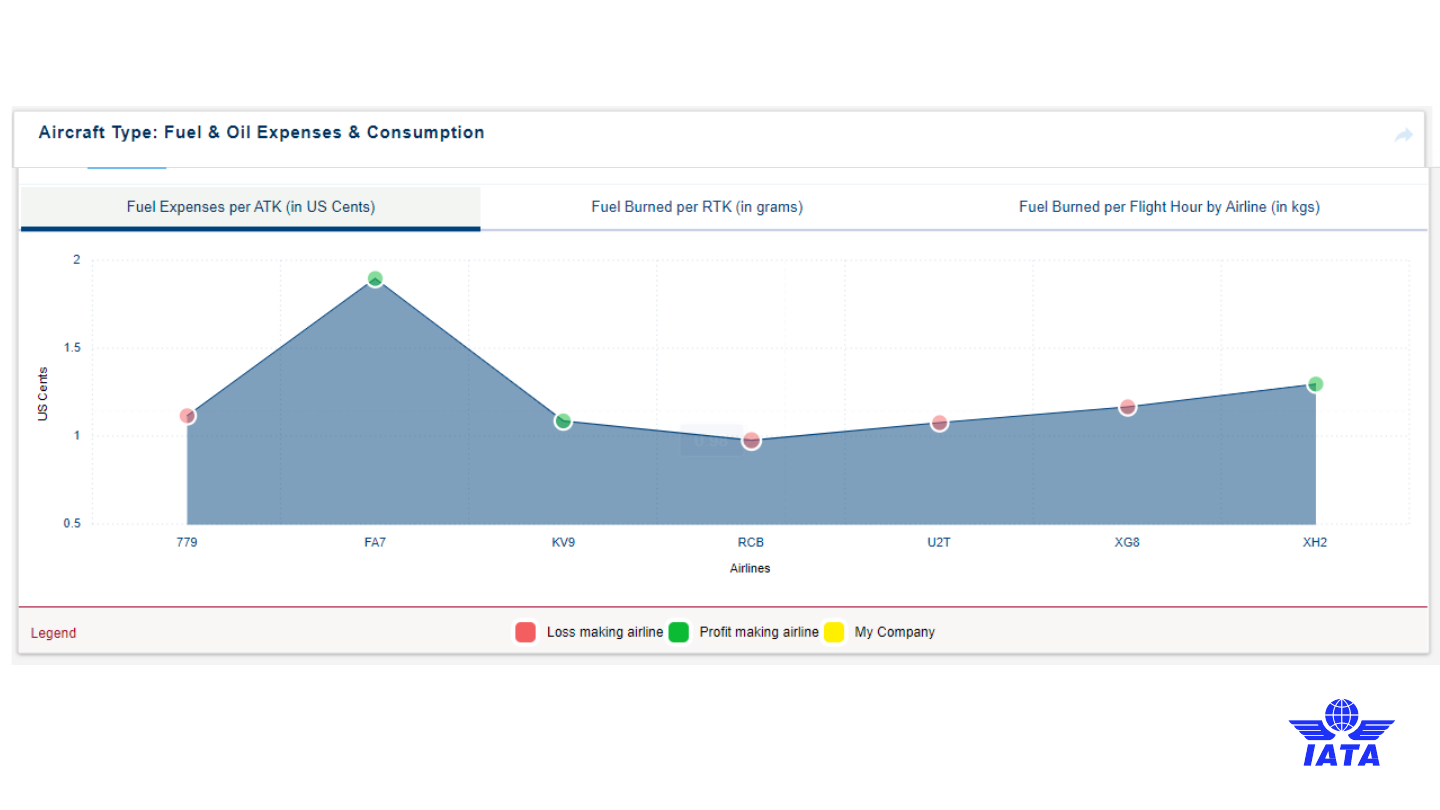 Aircraft Type: Fuel & Oil Expenses & Consumption
Fuel Expenses per ATK (in US Cents) Fuel Burned per RTK (in grams) Fuel Burned per Flight Hour by Airline (in kgs)
2
1.5
1
0.5
US Cents
779 FA7 KV9 RCB U2T XG8 XH2
Airlines
Legend Loss making airline Profit making airline My Company
IATA